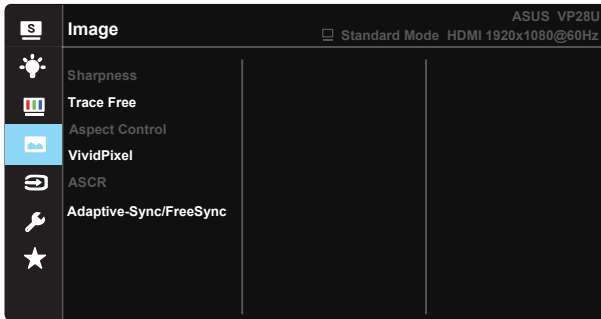 S
Image
ASUS VP28U
Standard Mode HDMI 1920x1080@60Hz
Sharpness
Trace Free
Aspect Control
VividPixel
ASCR
Adaptive-Sync/FreeSync